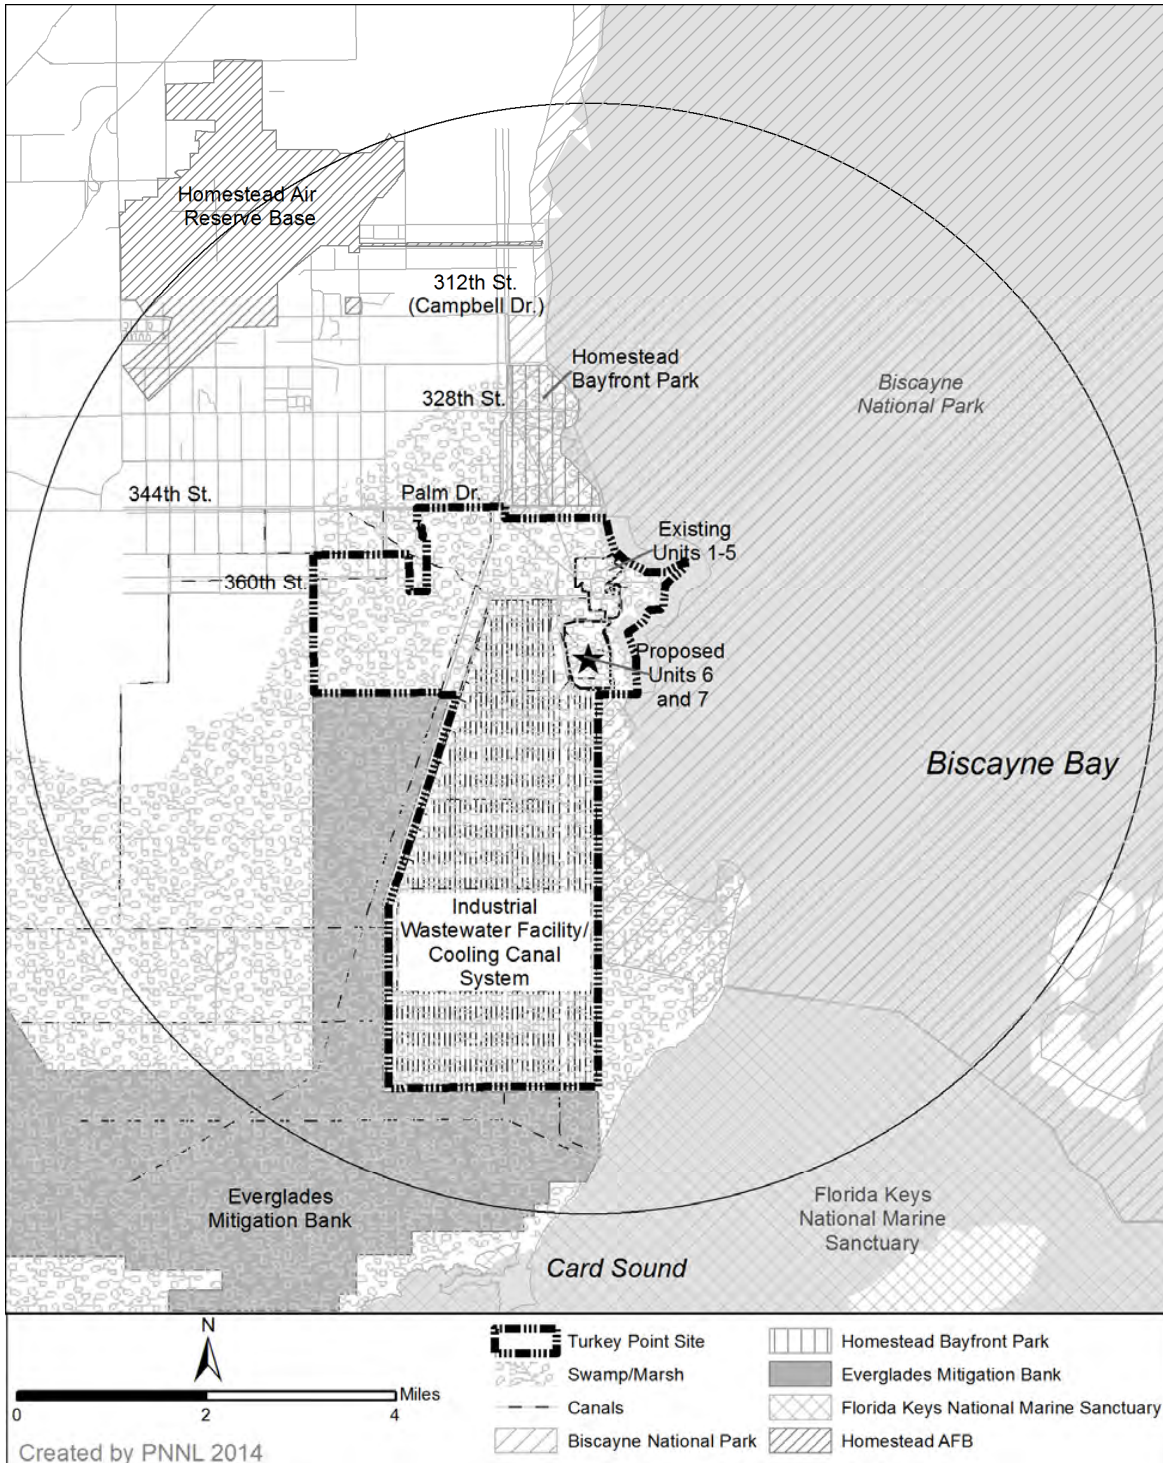 Homestead Air
Reserve Base
312th St.
(Campbell Dr.)
Homestead
Bayfront Park
Biscayne
National Park
328th St.
344th St.
Palm Dr.
Existing
Units 1-5
360th St.
Proposed
Units 6
and 7
Biscayne Bay
Industrial
Wastewater Facility/
Cooling Canal
System
Everglades
Mitigation Bank
Florida Keys
National Marine
Sanctuary
Card Sound
N
Miles
0 2 4
Created by PNNL 2014
Turkey Point Site
Swamp/Marsh
Canals
Biscayne National Park
Homestead Bayfront Park
Everglades Mitigation Bank
Florida Keys National Marine Sanctuary
Homestead AFB